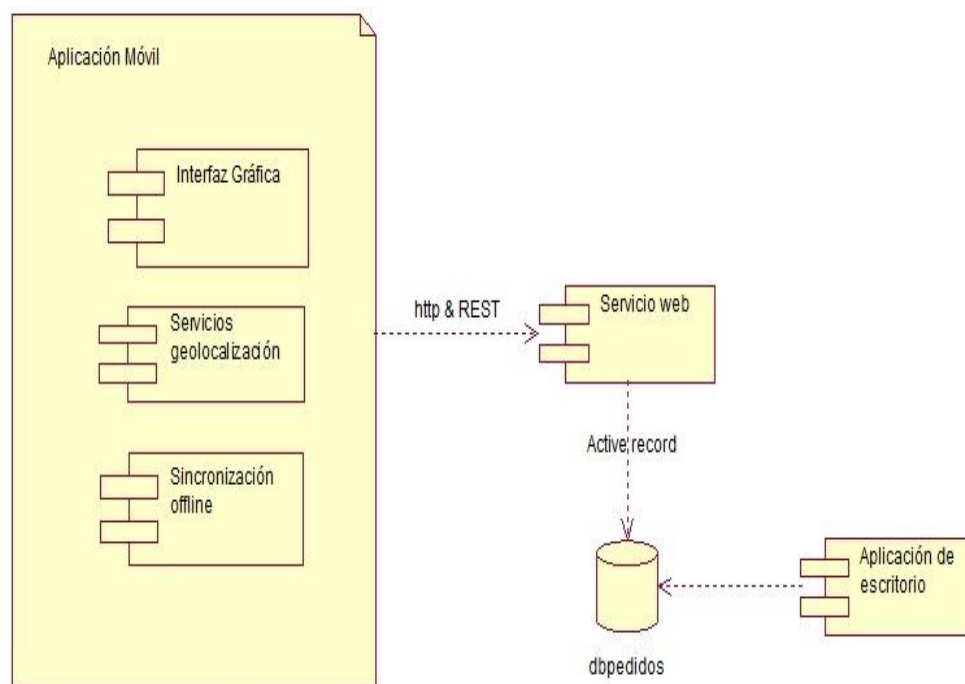 Aplicación Móvil
Interfaz Gráfica
Servicios
geolocalización
Sincronización
offline
http & REST
Servicio web
Active record
dbpedidos
Aplicación de
escritorio